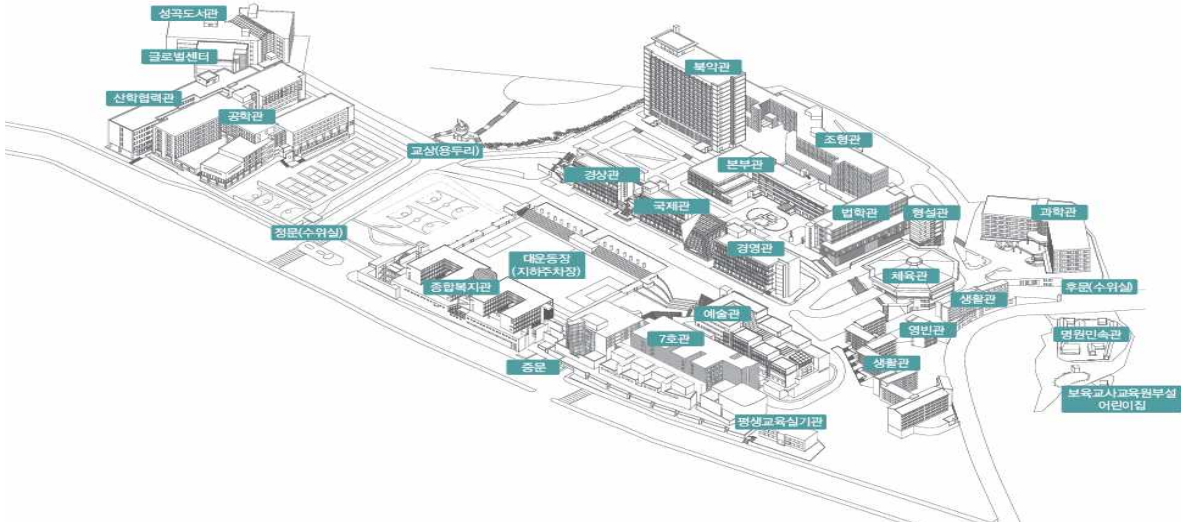 성곡도서관
글로벌센터
산학협력관
공학관
북악관
조형관
교상(용두리)
본부관
경상관
국제관
법학관
형설관
과학관
정문(수위실)
경영관
대운동장
(지하주차장)
체육관
종합복지관
생활관
후문(수위실)
예술관
영빈관
명원민속관
7호관
중문
생활관
보육교사교육원부설
어린이집
평생교육실기관